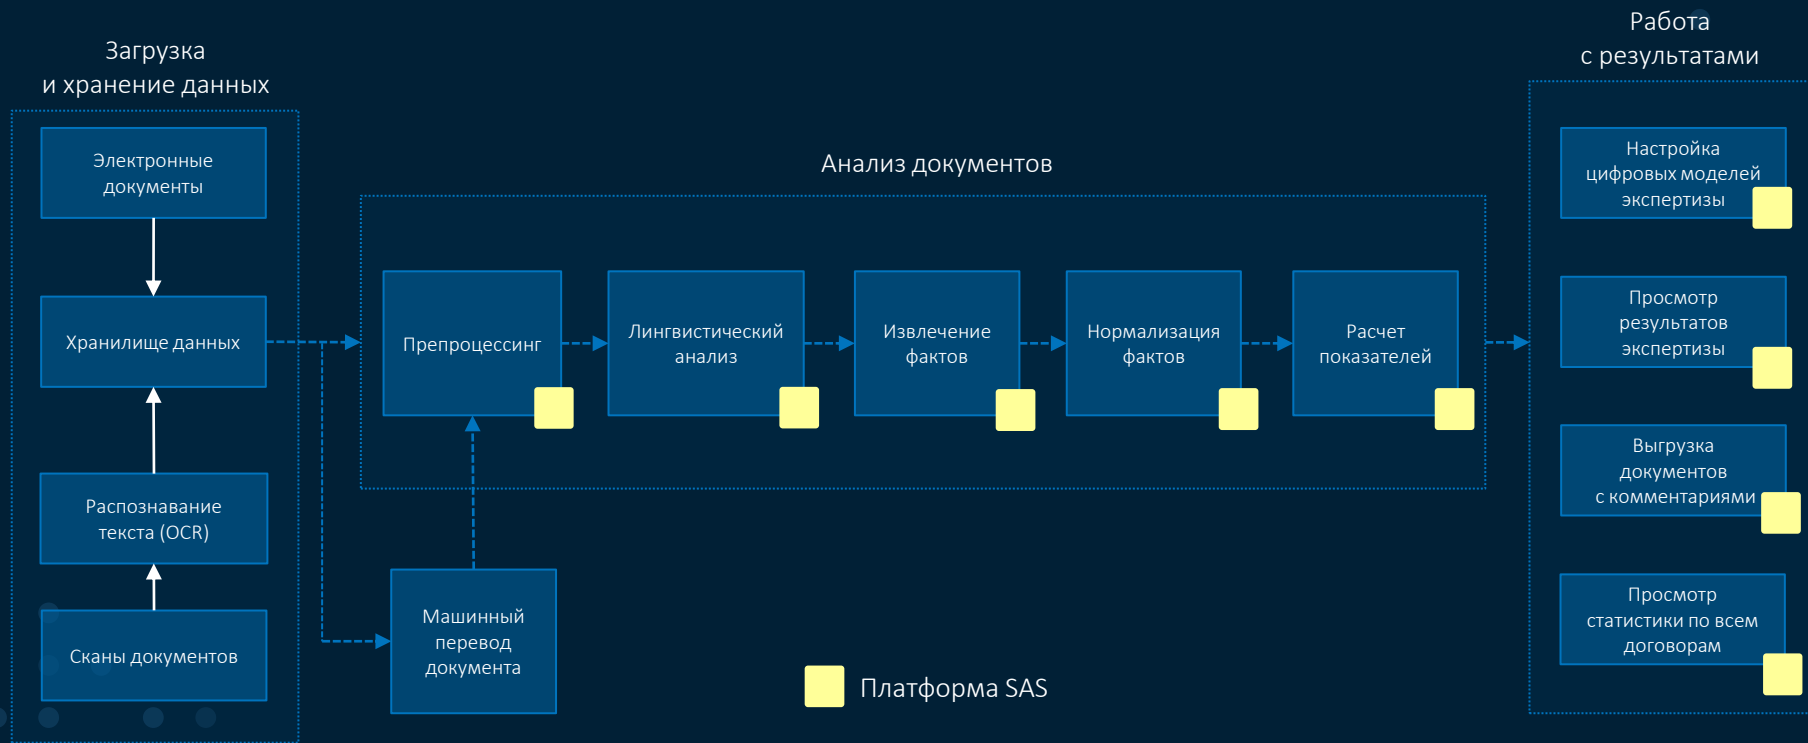 Загрузка
и хранение данных
Электронные
документы
Хранилище данных
Распознавание
текста (OCR)
Сканы документов
Анализ документов
Препроцессинг
Лингвистический
анализ
Извлечение
фактов
Нормализация
фактов
Расчет
показателей
Машинный
перевод
документа
Платформа SAS
Работа
с результатами
Настройка
цифровых моделей
экспертизы
Просмотр
результатов
экспертизы
Выгрузка
документов
с комментариями
Просмотр
статистики по всем
договорам